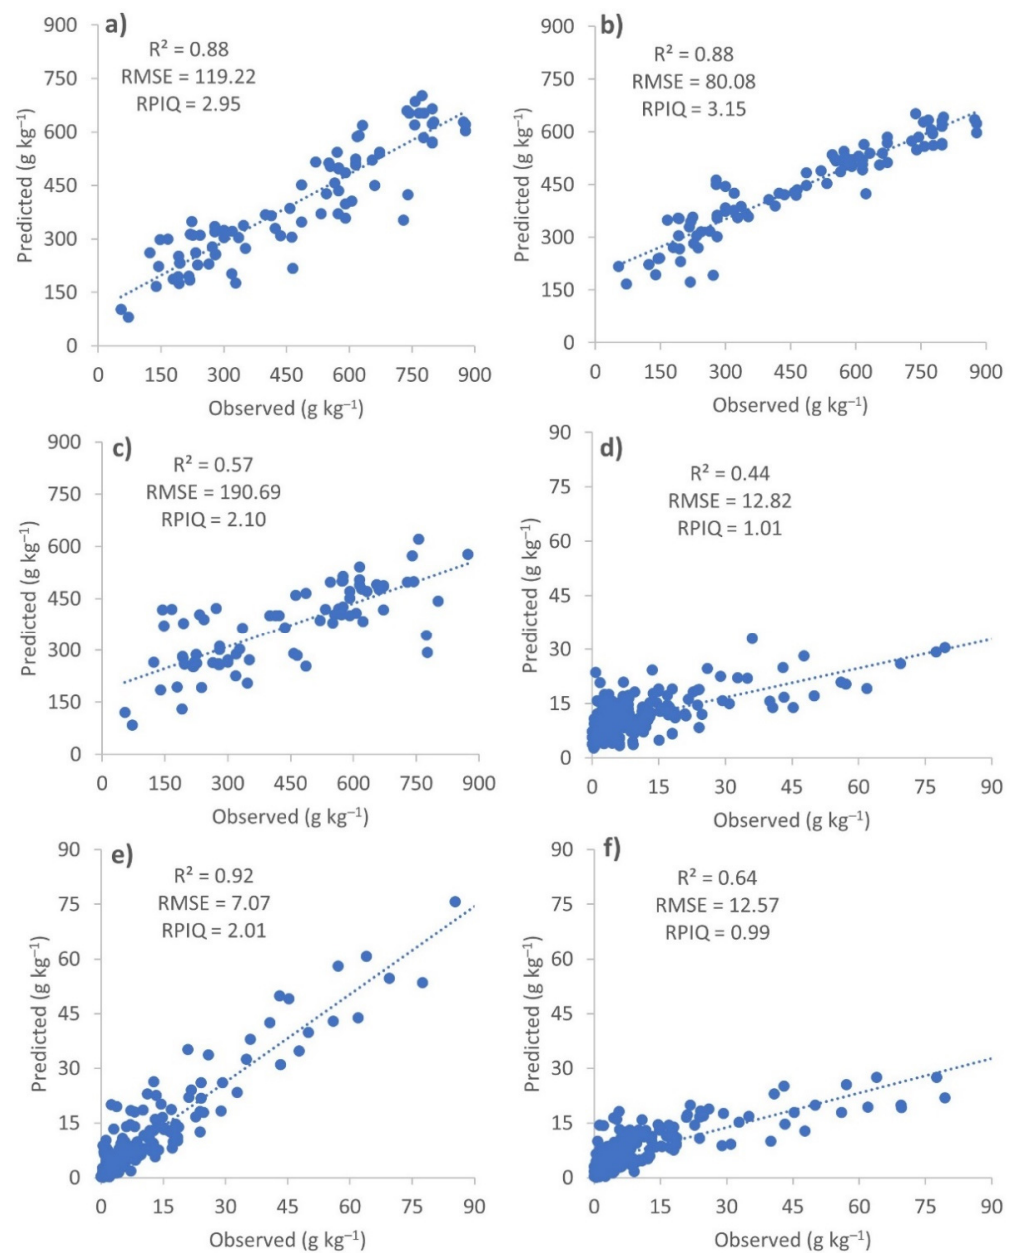 a)
R² = 0.88
RMSE = 119.22
RPIQ = 2.95
900
750
600
450
300
150
0
Predicted (g kg⁻¹)
0 150 300 450 600 750 900
Observed (g kg⁻¹)
b)
R² = 0.88
RMSE = 80.08
RPIQ = 3.15
900
750
600
450
300
150
0
Predicted (g kg⁻¹)
0 150 300 450 600 750 900
Observed (g kg⁻¹)
c)
R² = 0.57
RMSE = 190.69
RPIQ = 2.10
900
750
600
450
300
150
0
Predicted (g kg⁻¹)
0 150 300 450 600 750 900
Observed (g kg⁻¹)
d)
R² = 0.44
RMSE = 12.82
RPIQ = 1.01
90
75
60
45
30
15
0
Predicted (g kg⁻¹)
0 15 30 45 60 75 90
Observed (g kg⁻¹)
e)
R² = 0.92
RMSE = 7.07
RPIQ = 2.01
90
75
60
45
30
15
0
Predicted (g kg⁻¹)
0 15 30 45 60 75 90
Observed (g kg⁻¹)
f)
R² = 0.64
RMSE = 12.57
RPIQ = 0.99
90
75
60
45
30
15
0
Predicted (g kg⁻¹)
0 15 30 45 60 75 90
Observed (g kg⁻¹)